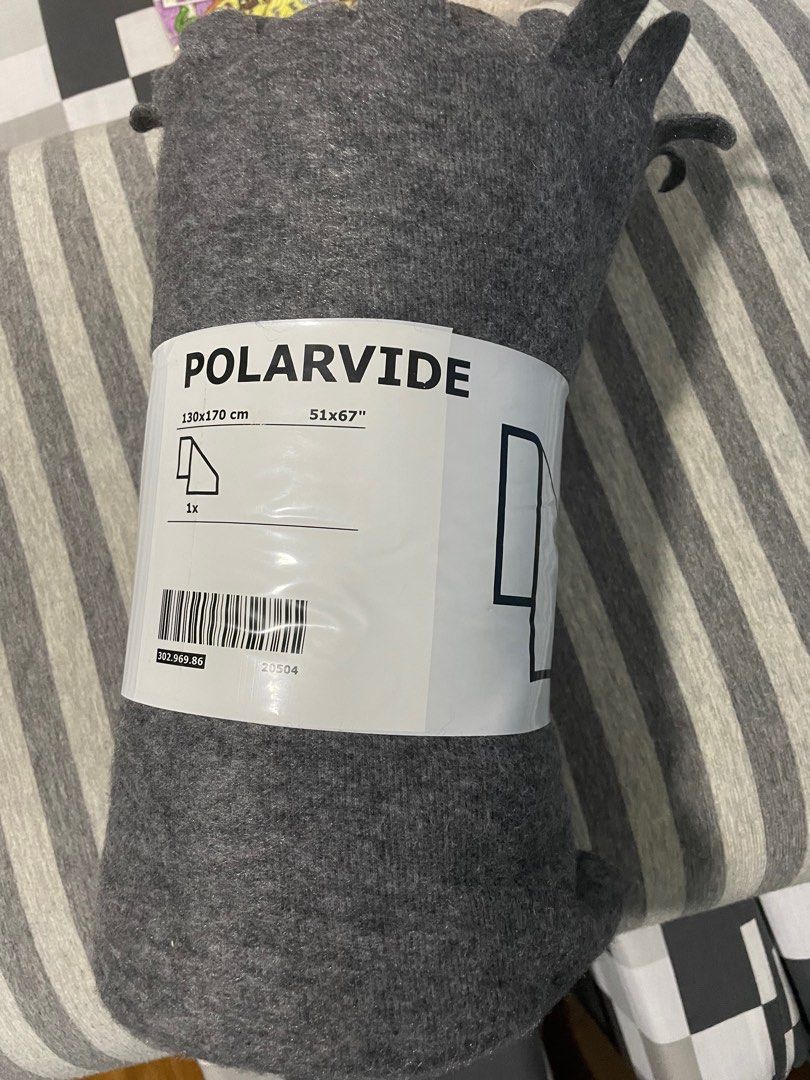 POLARVIDE
130x170 cm 51x67"
1x
302.969.86 20504